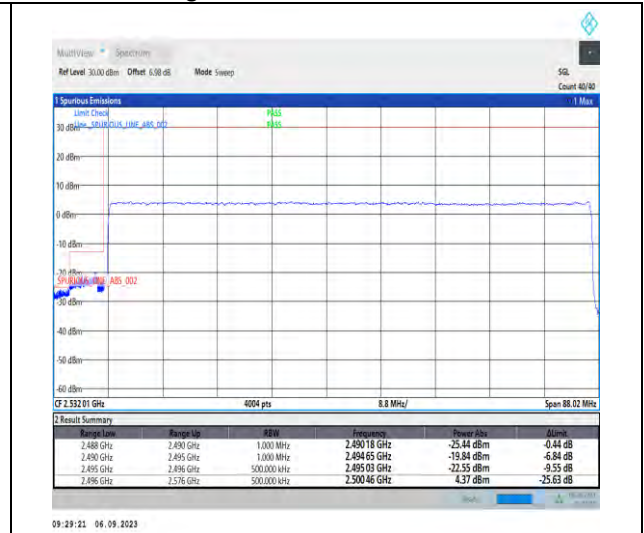 MultiView Spectrum
Ref Level 30.00 dBm Offset 6.98 dB Mode Sweep SGL
Count 40/40
1 Spurious Emissions 1 Max
Limit Check PASS
30 dBm Line _SPURIOUS_LINE_ABS_002 PASS
20 dBm
10 dBm
0 dBm
-10 dBm
-20 dBm
SPURIOUS_LINE_ABS_002
-30 dBm
-40 dBm
-50 dBm
-60 dBm
CF 2.532 01 GHz 4004 pts 8.8 MHz/ Span 88.02 MHz
2 Result Summary
Range Low Range Up RBW Frequency Power Abs ΔLimit
2.488 GHz 2.490 GHz 1.000 MHz 2.490 18 GHz -25.44 dBm -0.44 dB
2.490 GHz 2.495 GHz 1.000 MHz 2.494 65 GHz -19.84 dBm -6.84 dB
2.495 GHz 2.496 GHz 500.000 kHz 2.495 03 GHz -22.55 dBm -9.55 dB
2.496 GHz 2.576 GHz 500.000 kHz 2.500 46 GHz 4.37 dBm -25.63 dB
09:29:21 06.09.2023